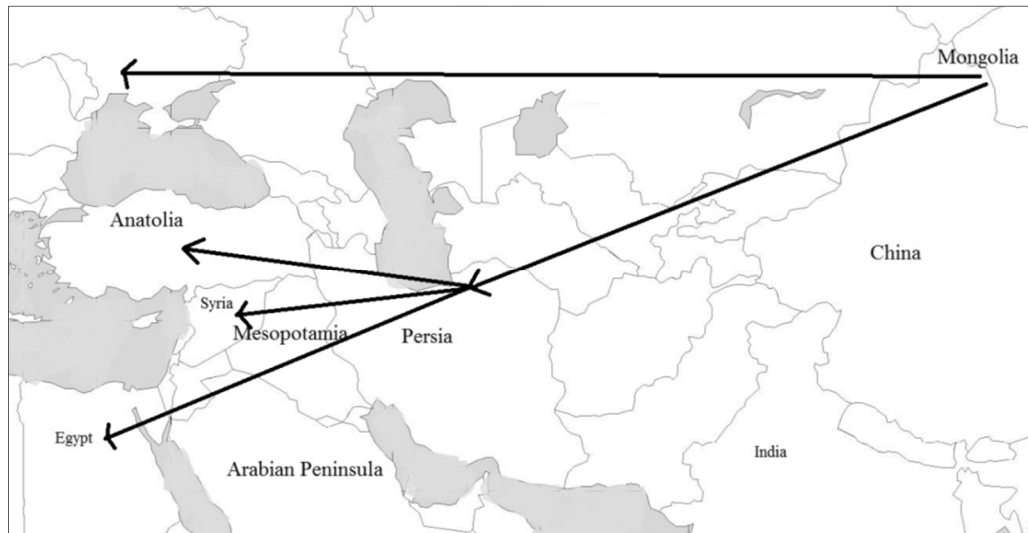 Mongolia
Anatolia
China
Syria
Mesopotamia
Persia
Egypt
Arabian Peninsula
India